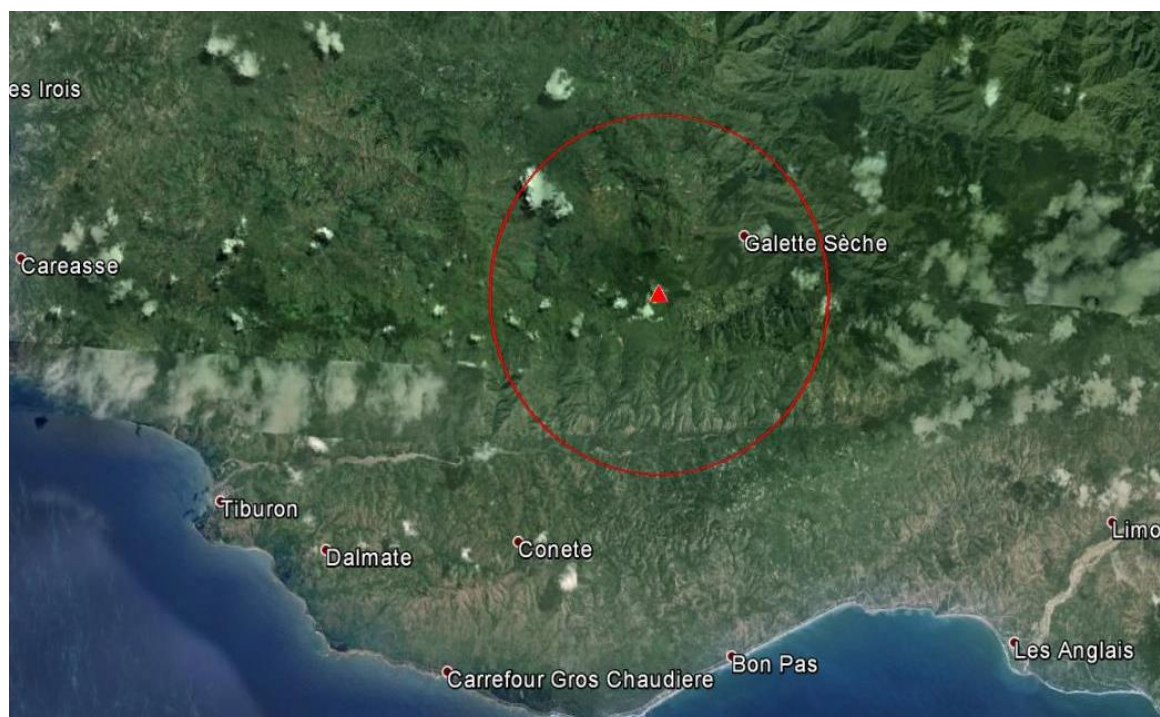 es Irois
Galette Sèche
Careasse
Tiburon
Limo
Dalmate
Conete
Les Anglais
Bon Pas
Carrefour Gros Chaudiere